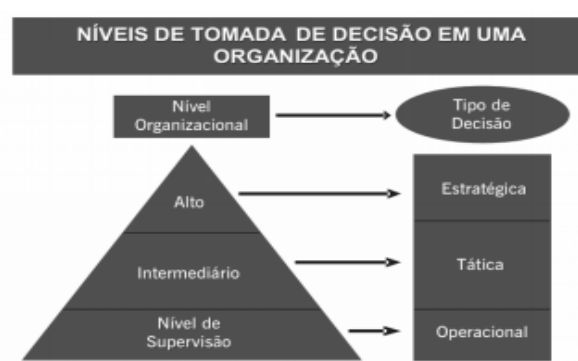 NÍVEIS DE TOMADA DE DECISÃO EM UMA
ORGANIZAÇÃO
Nível
Organizacional
Tipo de
Decisão
Alto
Estratégica
Intermediário
Tática
Nível de
Supervisão
Operacional